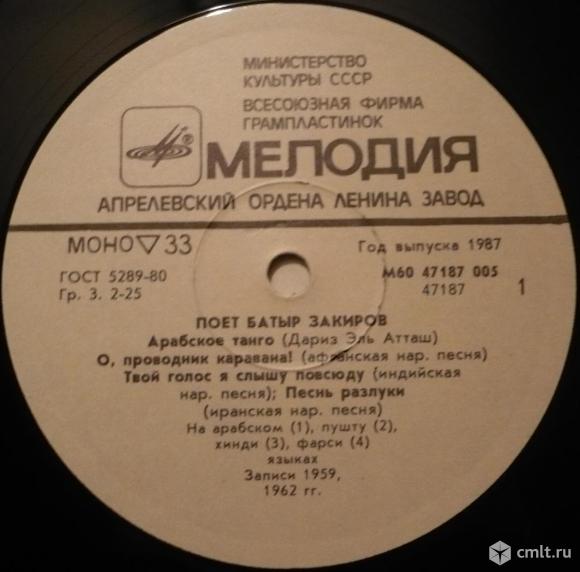 МИНИСТЕРСТВО
КУЛЬТУРЫ СССР
ВСЕСОЮЗНАЯ ФИРМА
ГРАМПЛАСТИНОК
МЕЛОДИЯ
АПРЕЛЕВСКИЙ ОРДЕНА ЛЕНИНА ЗАВОД
МОНО ▽ 33
Год выпуска 1987
ГОСТ 5289-80
М60 47187 005
Гр. 3. 2-25
47187
1
ПОЕТ БАТЫР ЗАКИРОВ
Арабское танго (Дариз Эль Атташ)
О, проводник каравана! (афганская нар. песня)
Твой голос я слышу повсюду (индийская
нар. песня); Песнь разлуки
(иранская нар. песня)
На арабском (1), пушту (2),
хинди (3), фарси (4)
языках
Записи 1959,
1962 гг.
cmlt.ru